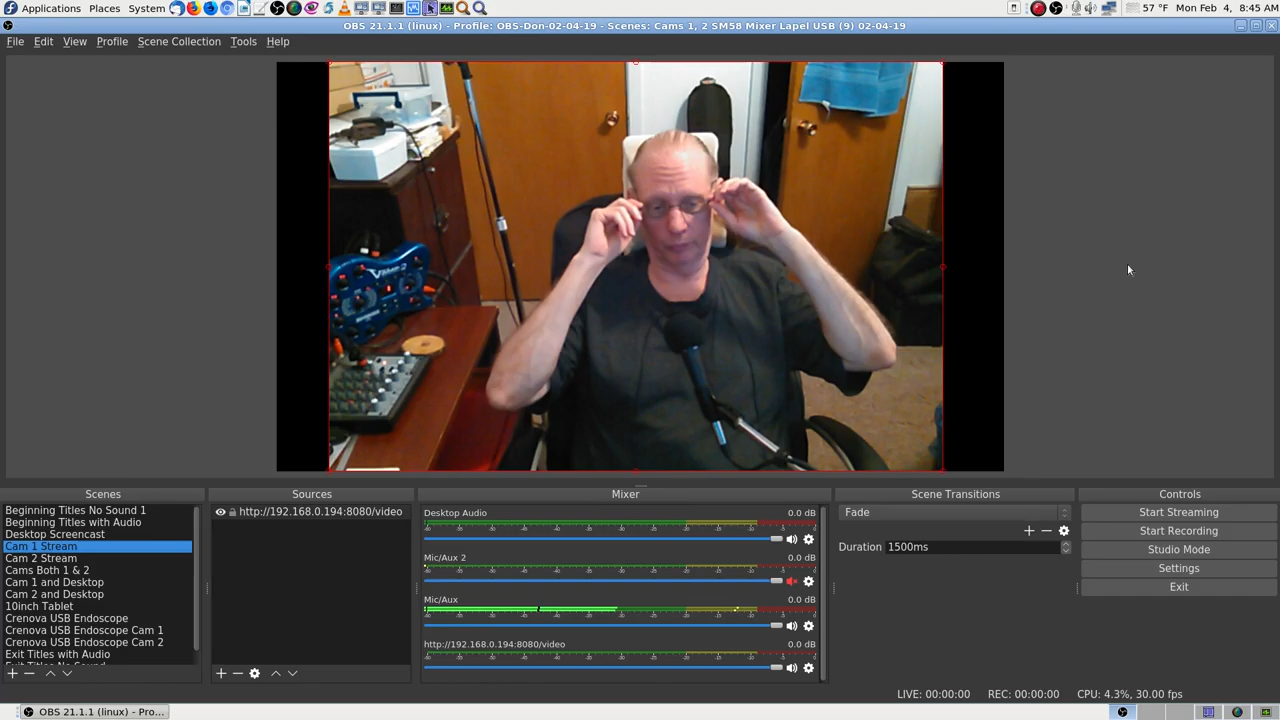 Applications Places System
57 °F Mon Feb 4, 8:45 AM
OBS 21.1.1 (linux) - Profile: OBS-Don-02-04-19 - Scenes: Cams 1, 2 SM58 Mixer Lapel USB (9) 02-04-19
File Edit View Profile Scene Collection Tools Help
Scenes
Beginning Titles No Sound 1
Beginning Titles with Audio
Desktop Screencast
Cam 1 Stream
Cam 2 Stream
Cams Both 1 & 2
Cam 1 and Desktop
Cam 2 and Desktop
10inch Tablet
Crenova USB Endoscope
Crenova USB Endoscope Cam 1
Crenova USB Endoscope Cam 2
Exit Titles with Audio
Exit Titles No Sound
Sources
http://192.168.0.194:8080/video
Mixer
Desktop Audio 0.0 dB
Mic/Aux 2 0.0 dB
Mic/Aux 0.0 dB
http://192.168.0.194:8080/video 0.0 dB
Scene Transitions
Fade
Duration 1500ms
Controls
Start Streaming
Start Recording
Studio Mode
Settings
Exit
LIVE: 00:00:00 REC: 00:00:00 CPU: 4.3%, 30.00 fps
OBS 21.1.1 (linux) - Pro...